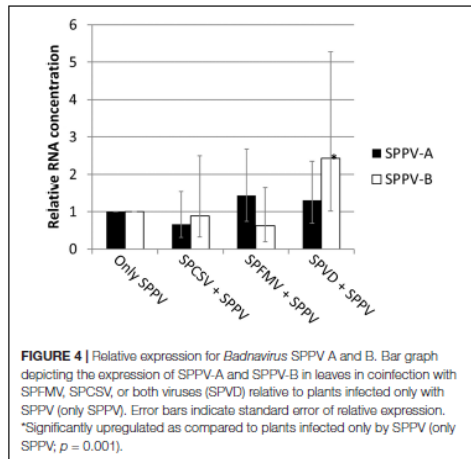 6
5
4
3
2
1
0
Relative RNA concentration
*
SPPV-A
SPPV-B
Only SPPV
SPCSV + SPPV
SPFMV + SPPV
SPVD + SPPV
FIGURE 4 | Relative expression for Badnavirus SPPV A and B. Bar graph
depicting the expression of SPPV-A and SPPV-B in leaves in coinfection with
SPFMV, SPCSV, or both viruses (SPVD) relative to plants infected only with
SPPV (only SPPV). Error bars indicate standard error of relative expression.
*Significantly upregulated as compared to plants infected only by SPPV (only
SPPV; p = 0.001).